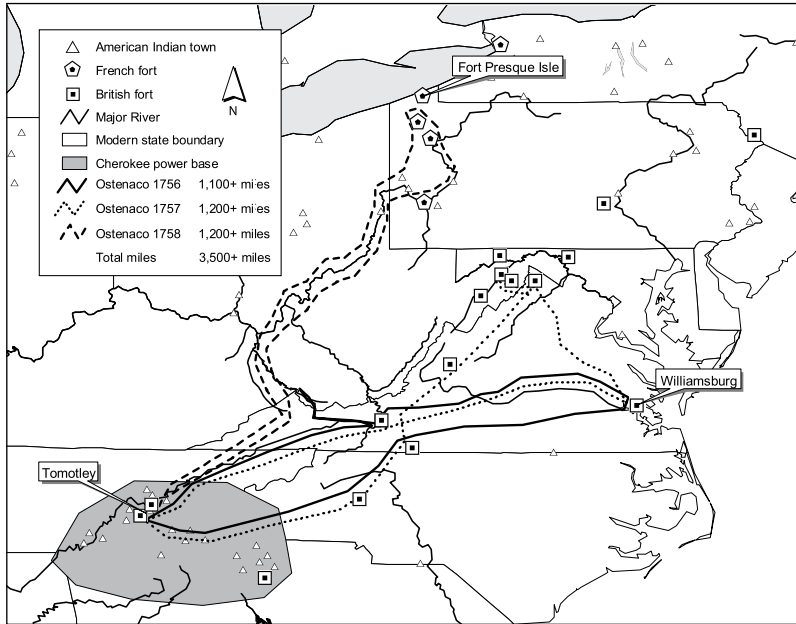 American Indian town
French fort
British fort
N
Major River
Modern state boundary
Cherokee power base
Ostenaco 1756 1,100+ miles
Ostenaco 1757 1,200+ miles
Ostenaco 1758 1,200+ miles
Total miles 3,500+ miles
Fort Presque Isle
Williamsburg
Tomotley